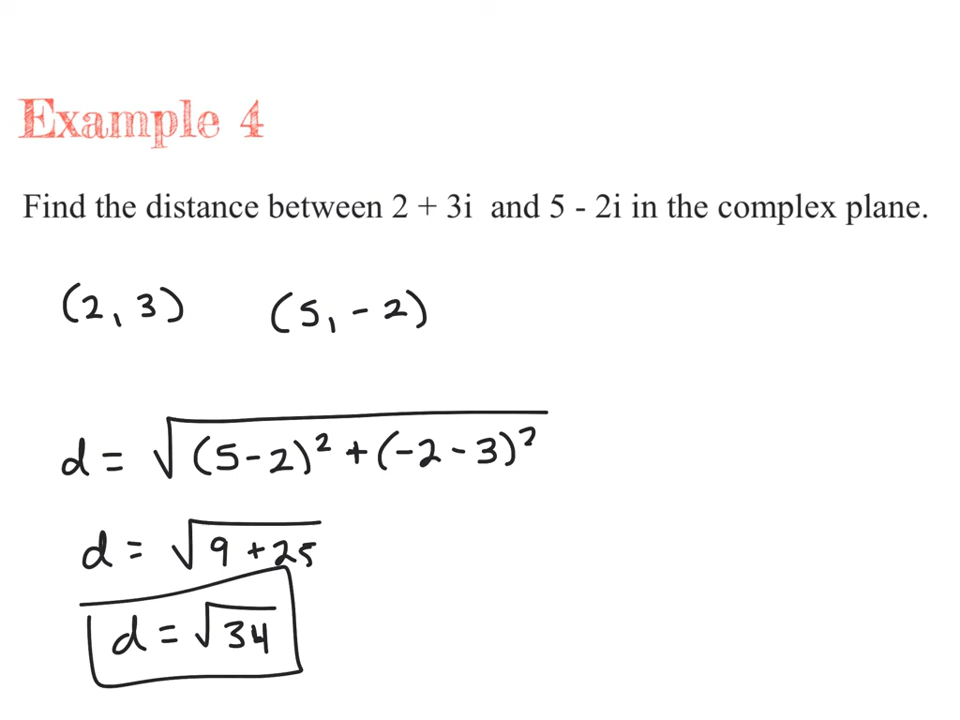 Example 4
Find the distance between 2 + 3i and 5 - 2i in the complex plane.
(2, 3) (5, -2)
d = √(5-2)² + (-2-3)²
d = √9 + 25
d = √34